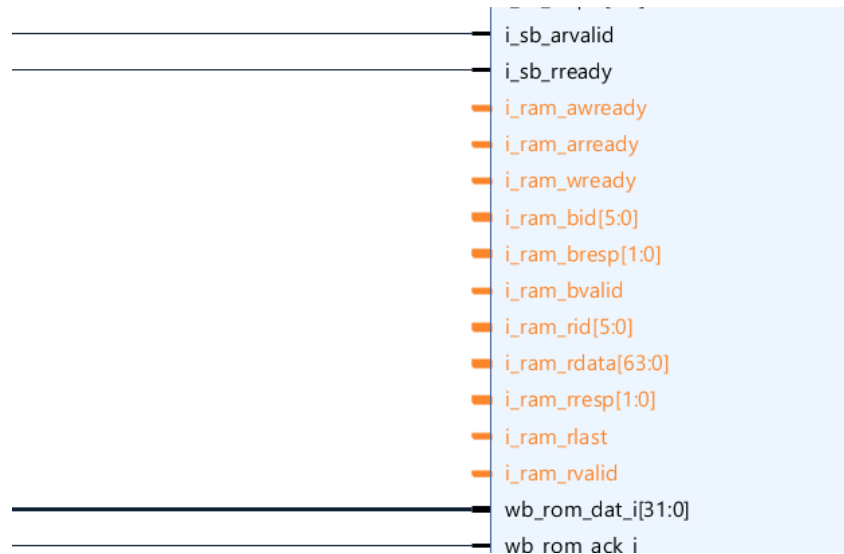 i_sb_arvalid
i_sb_rready
i_ram_awready
i_ram_arready
i_ram_wready
i_ram_bid[5:0]
i_ram_bresp[1:0]
i_ram_bvalid
i_ram_rid[5:0]
i_ram_rdata[63:0]
i_ram_rresp[1:0]
i_ram_rlast
i_ram_rvalid
wb_rom_dat_i[31:0]
wb_rom_ack_i